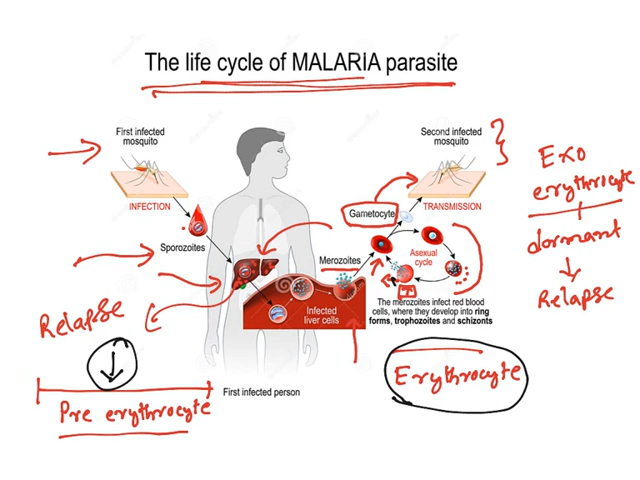 The life cycle of MALARIA parasite
First infected
mosquito
INFECTION
Sporozoites
Second infected
mosquito
TRANSMISSION
Gametocyte
Merozoites
Asexual
cycle
Infected
liver cells
The merozoites infect red blood
cells, where they develop into ring
forms, trophozoites and schizonts
First infected person
Relapse
Pre erythrocyte
Erythrocyte
Exo
erythrocyte
dormant
Relapse